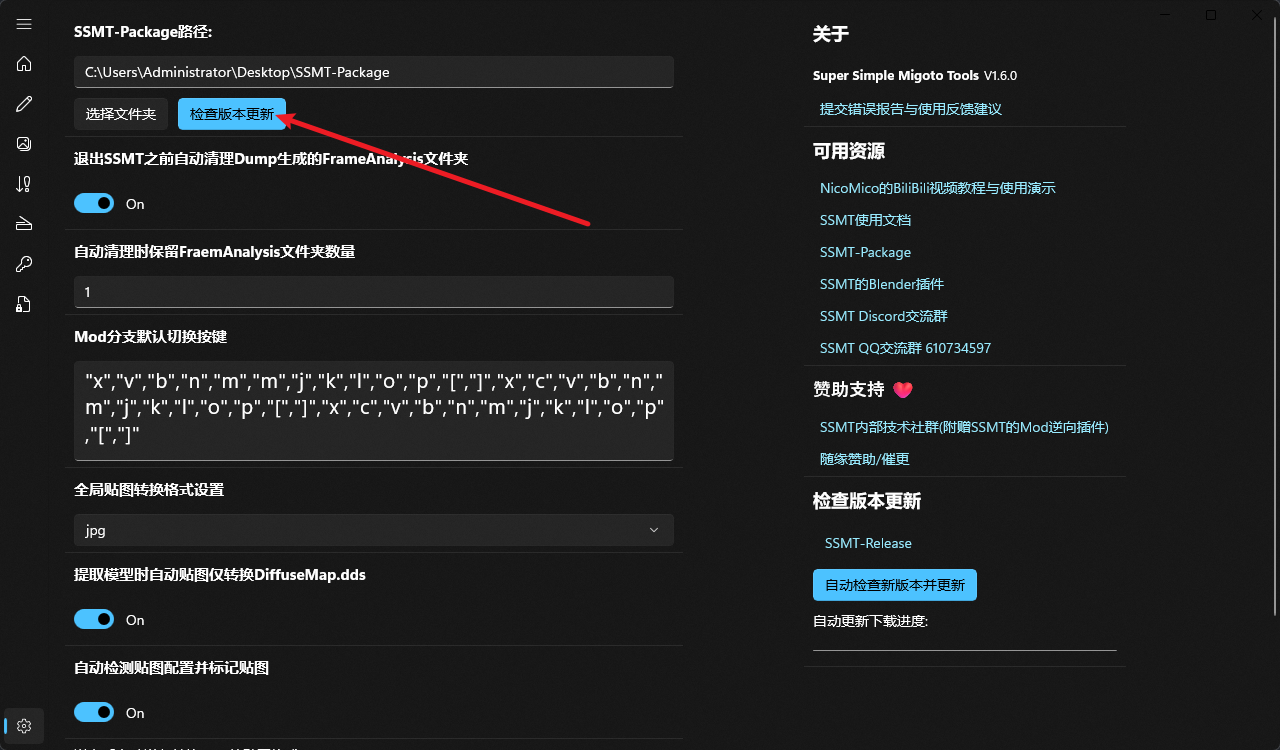 SSMT-Package路径:
C:\Users\Administrator\Desktop\SSMT-Package
选择文件夹
检查版本更新
退出SSMT之前自动清理Dump生成的FrameAnalysis文件夹
On
自动清理时保留FraemAnalysis文件夹数量
1
Mod分支默认切换按键
"x","v","b","n","m","m","j","k","l","o","p","[","]","x","c","v","b","n","
m","j","k","l","o","p","[","]","x","c","v","b","n","m","j","k","l","o","p"
,"[","]"
全局贴图转换格式设置
jpg
提取模型时自动贴图仅转换DiffuseMap.dds
On
自动检测贴图配置并标记贴图
On
关于
Super Simple Migoto Tools V1.6.0
提交错误报告与使用反馈建议
可用资源
NicoMico的BiliBili视频教程与使用演示
SSMT使用文档
SSMT-Package
SSMT的Blender插件
SSMT Discord交流群
SSMT QQ交流群 610734597
赞助支持
SSMT内部技术社群(附赠SSMT的Mod逆向插件)
随缘赞助/催更
检查版本更新
SSMT-Release
自动检查新版本并更新
自动更新下载进度: